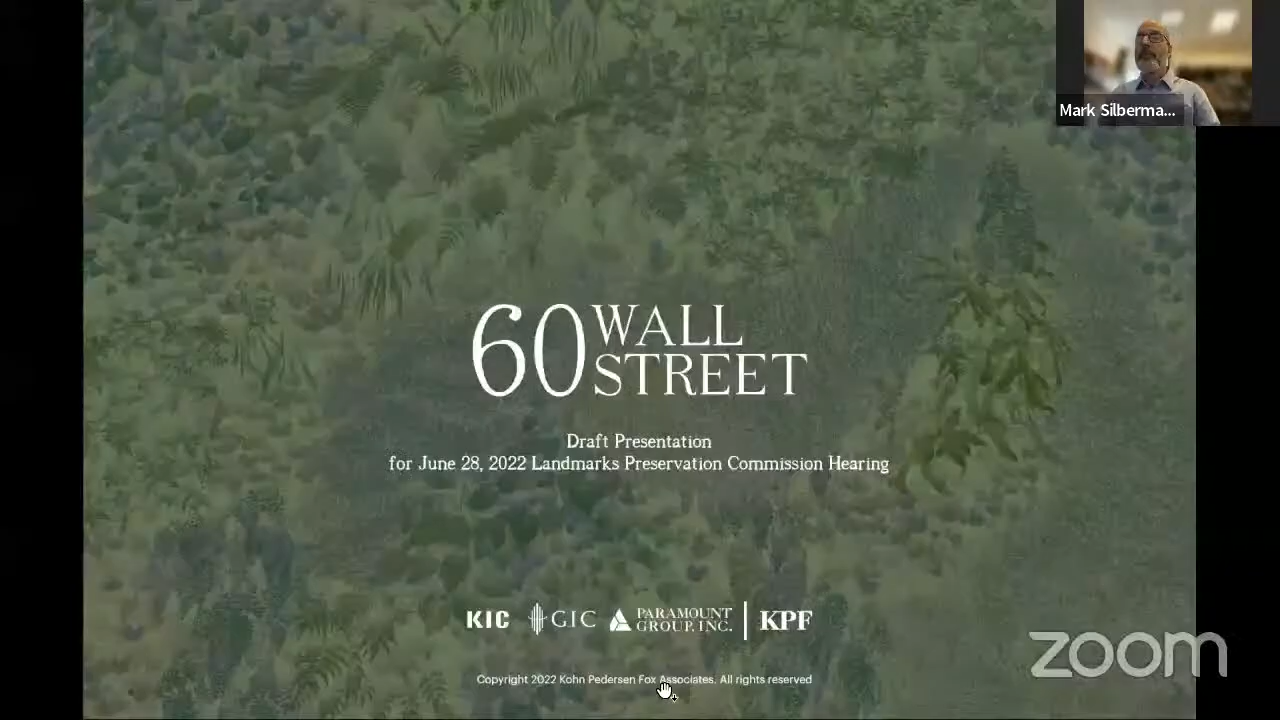 Mark Silberma...
60 WALL
STREET
Draft Presentation
for June 28, 2022 Landmarks Preservation Commission Hearing
KIC GIC PARAMOUNT GROUP, INC. KPF
zoom
Copyright 2022 Kohn Pedersen Fox Associates. All rights reserved